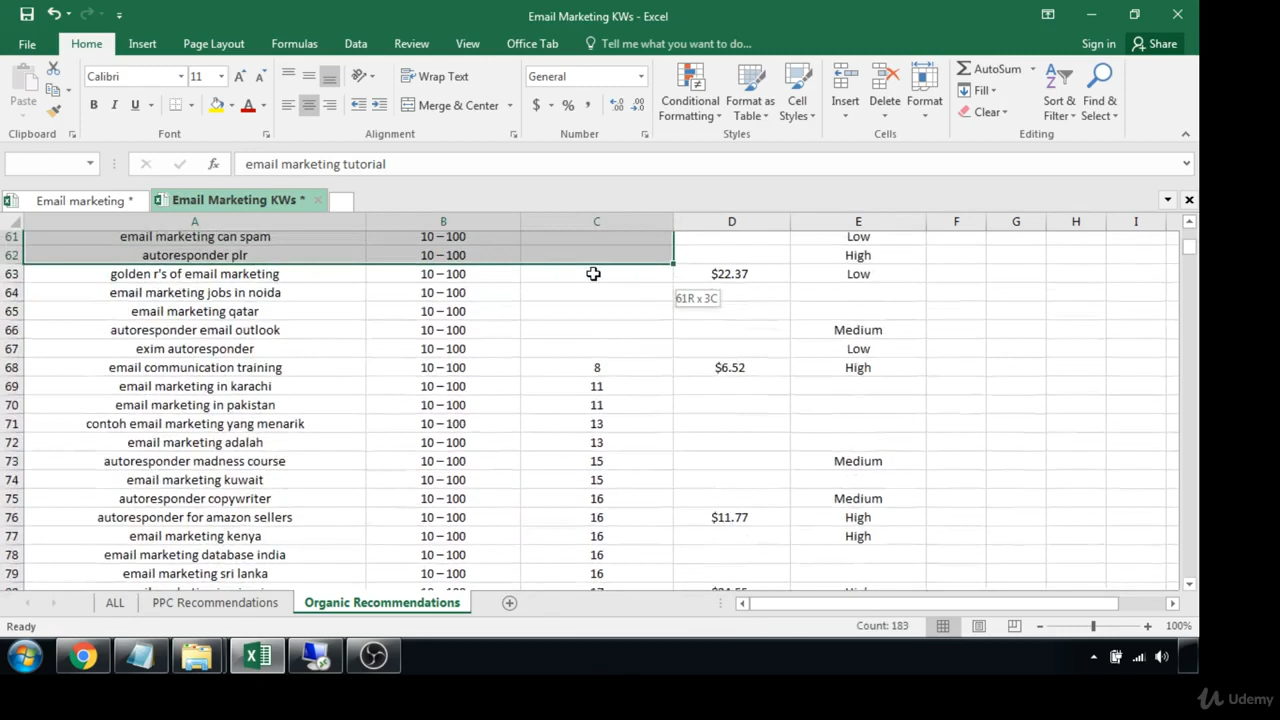 Email Marketing KWs - Excel
File Home Insert Page Layout Formulas Data Review View Office Tab Tell me what you want to do... Sign in Share
Paste
Calibri 11
Wrap Text
General
Conditional Formatting
Format as Table
Cell Styles
Insert
Delete
Format
AutoSum
Fill
Clear
Sort & Filter
Find & Select
B I U
Merge & Center
$ % ,
Clipboard Font Alignment Number Styles Cells Editing
fx email marketing tutorial
Email marketing * Email Marketing KWs *
A B C D E F G H I
61 email marketing can spam 10 – 100 Low
62 autoresponder plr 10 – 100 High
63 golden r's of email marketing 10 – 100 $22.37 Low
64 email marketing jobs in noida 10 – 100
61R x 3C
65 email marketing qatar 10 – 100
66 autoresponder email outlook 10 – 100 Medium
67 exim autoresponder 10 – 100 Low
68 email communication training 10 – 100 8 $6.52 High
69 email marketing in karachi 10 – 100 11
70 email marketing in pakistan 10 – 100 11
71 contoh email marketing yang menarik 10 – 100 13
72 email marketing adalah 10 – 100 13
73 autoresponder madness course 10 – 100 15 Medium
74 email marketing kuwait 10 – 100 15
75 autoresponder copywriter 10 – 100 16 Medium
76 autoresponder for amazon sellers 10 – 100 16 $11.77 High
77 email marketing kenya 10 – 100 16 High
78 email marketing database india 10 – 100 16
79 email marketing sri lanka 10 – 100 16
ALL PPC Recommendations Organic Recommendations
Ready Count: 183 100%
Udemy